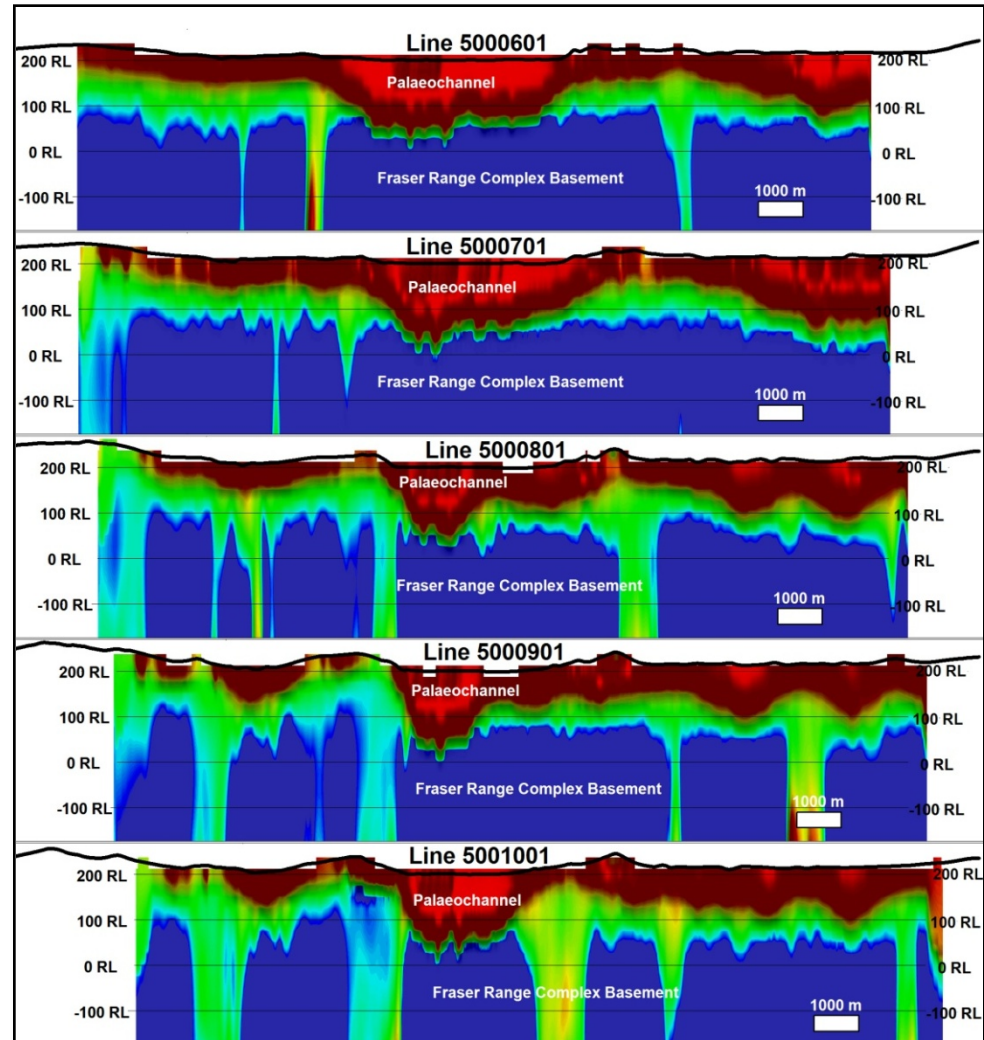 Line 5000601
200 RL
200 RL
Palaeochannel
100 RL
100 RL
0 RL
0 RL
Fraser Range Complex Basement
-100 RL
-100 RL
1000 m
Line 5000701
200 RL
200 RL
Palaeochannel
100 RL
100 RL
0 RL
0 RL
Fraser Range Complex Basement
-100 RL
-100 RL
1000 m
Line 5000801
200 RL
200 RL
Palaeochannel
100 RL
100 RL
0 RL
0 RL
Fraser Range Complex Basement
-100 RL
-100 RL
1000 m
Line 5000901
200 RL
200 RL
Palaeochannel
100 RL
100 RL
0 RL
0 RL
Fraser Range Complex Basement
-100 RL
-100 RL
1000 m
Line 5001001
200 RL
200 RL
Palaeochannel
100 RL
100 RL
0 RL
0 RL
Fraser Range Complex Basement
-100 RL
-100 RL
1000 m